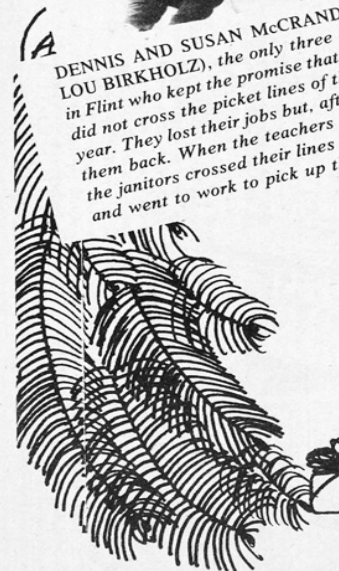 DENNIS AND SUSAN McCRAND
LOU BIRKHOLZ), the only three
in Flint who kept the promise that
did not cross the picket lines of t
year. They lost their jobs but, aft
them back. When the teachers
the janitors crossed their lines
and went to work to pick up t